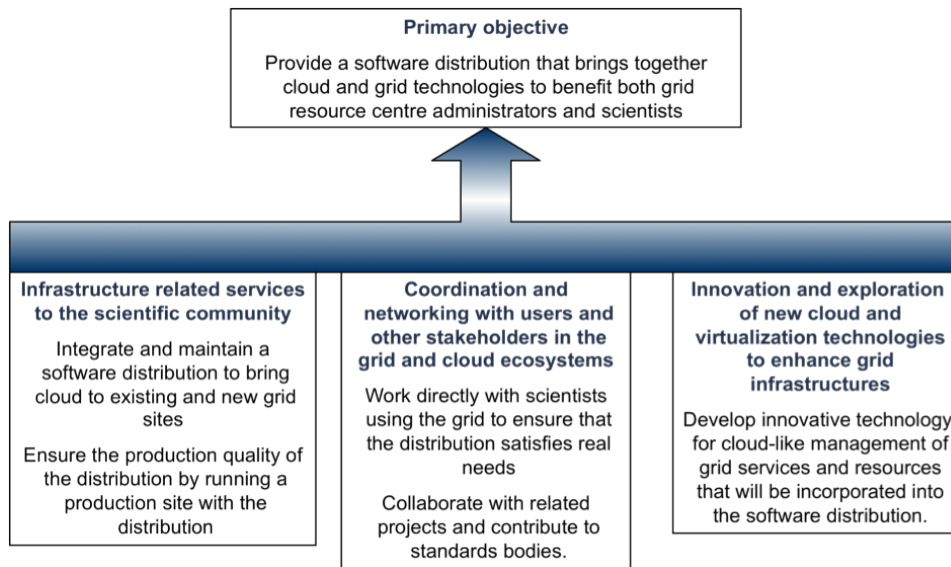 Primary objective
Provide a software distribution that brings together
cloud and grid technologies to benefit both grid
resource centre administrators and scientists
Infrastructure related services
to the scientific community
Integrate and maintain a
software distribution to bring
cloud to existing and new grid
sites
Ensure the production quality of
the distribution by running a
production site with the
distribution
Coordination and
networking with users and
other stakeholders in the
grid and cloud ecosystems
Work directly with scientists
using the grid to ensure that
the distribution satisfies real
needs
Collaborate with related
projects and contribute to
standards bodies.
Innovation and exploration
of new cloud and
virtualization technologies
to enhance grid
infrastructures
Develop innovative technology
for cloud-like management of
grid services and resources
that will be incorporated into
the software distribution.